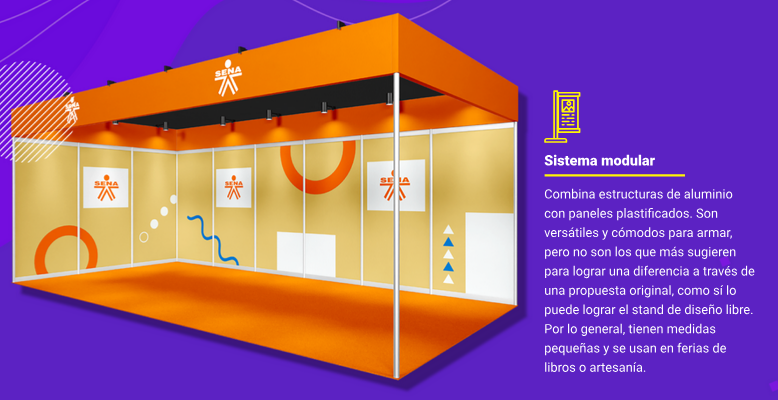 SENA
SENA
SENA
SENA
SENA
Sistema modular
Combina estructuras de aluminio
con paneles plastificados. Son
versátiles y cómodos para armar,
pero no son los que más sugieren
para lograr una diferencia a través de
una propuesta original, como sí lo
puede lograr el stand de diseño libre.
Por lo general, tienen medidas
pequeñas y se usan en ferias de
libros o artesanía.